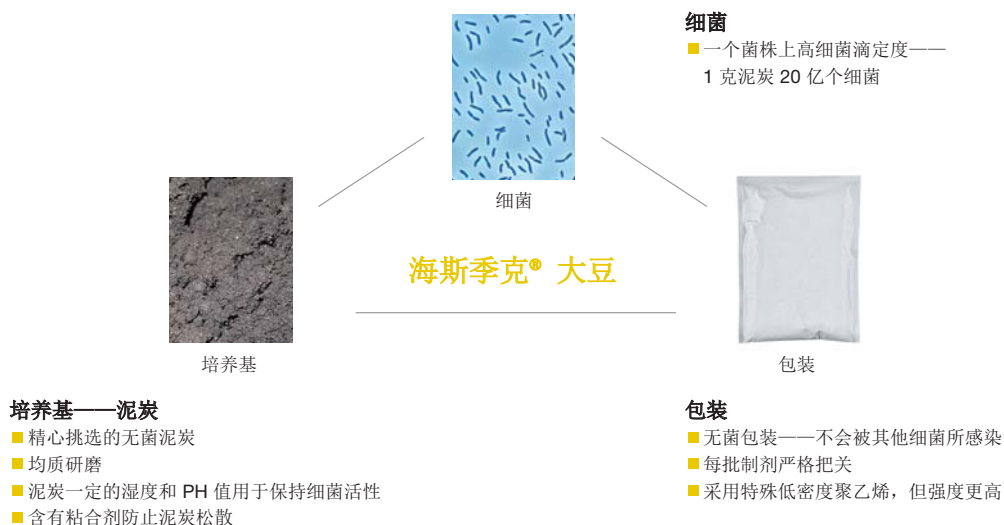 细菌
一个菌株上高细菌滴定度——
1 克泥炭 20 亿个细菌
细菌
海斯季克® 大豆
培养基
包装
培养基——泥炭
精心挑选的无菌泥炭
均质研磨
泥炭一定的湿度和 PH 值用于保持细菌活性
含有粘合剂防止泥炭松散
包装
无菌包装——不会被其他细菌所感染
每批制剂严格把关
采用特殊低密度聚乙烯，但强度更高